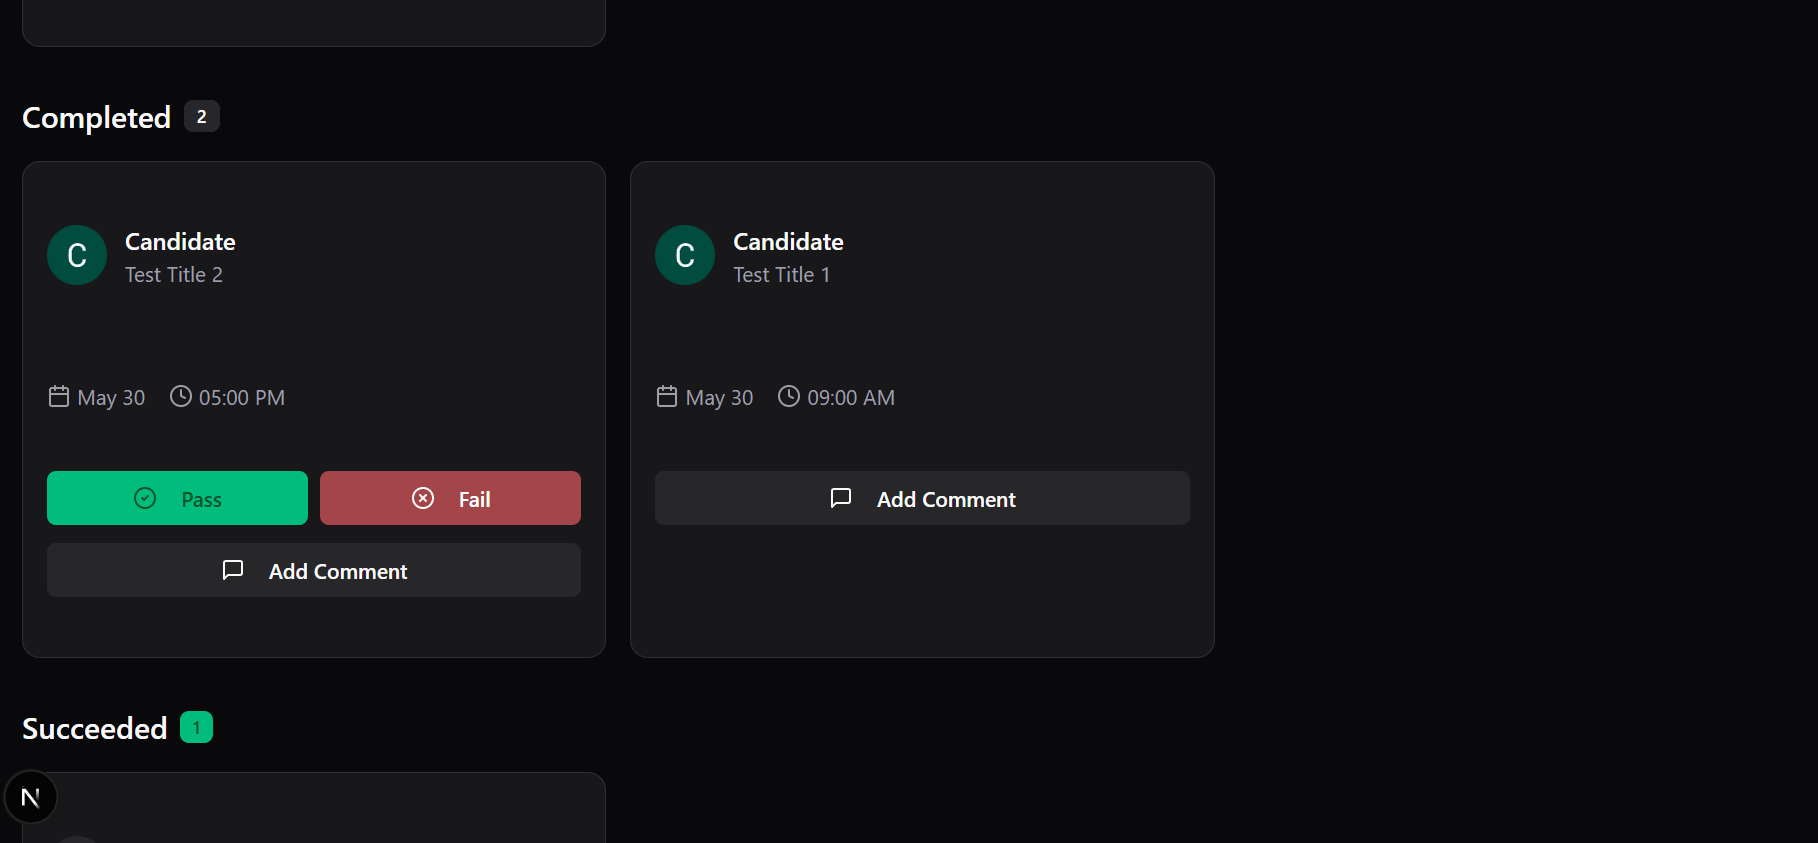 Completed 2
C
Candidate
Test Title 2
May 30 05:00 PM
Pass
Fail
Add Comment
C
Candidate
Test Title 1
May 30 09:00 AM
Add Comment
Succeeded 1
N